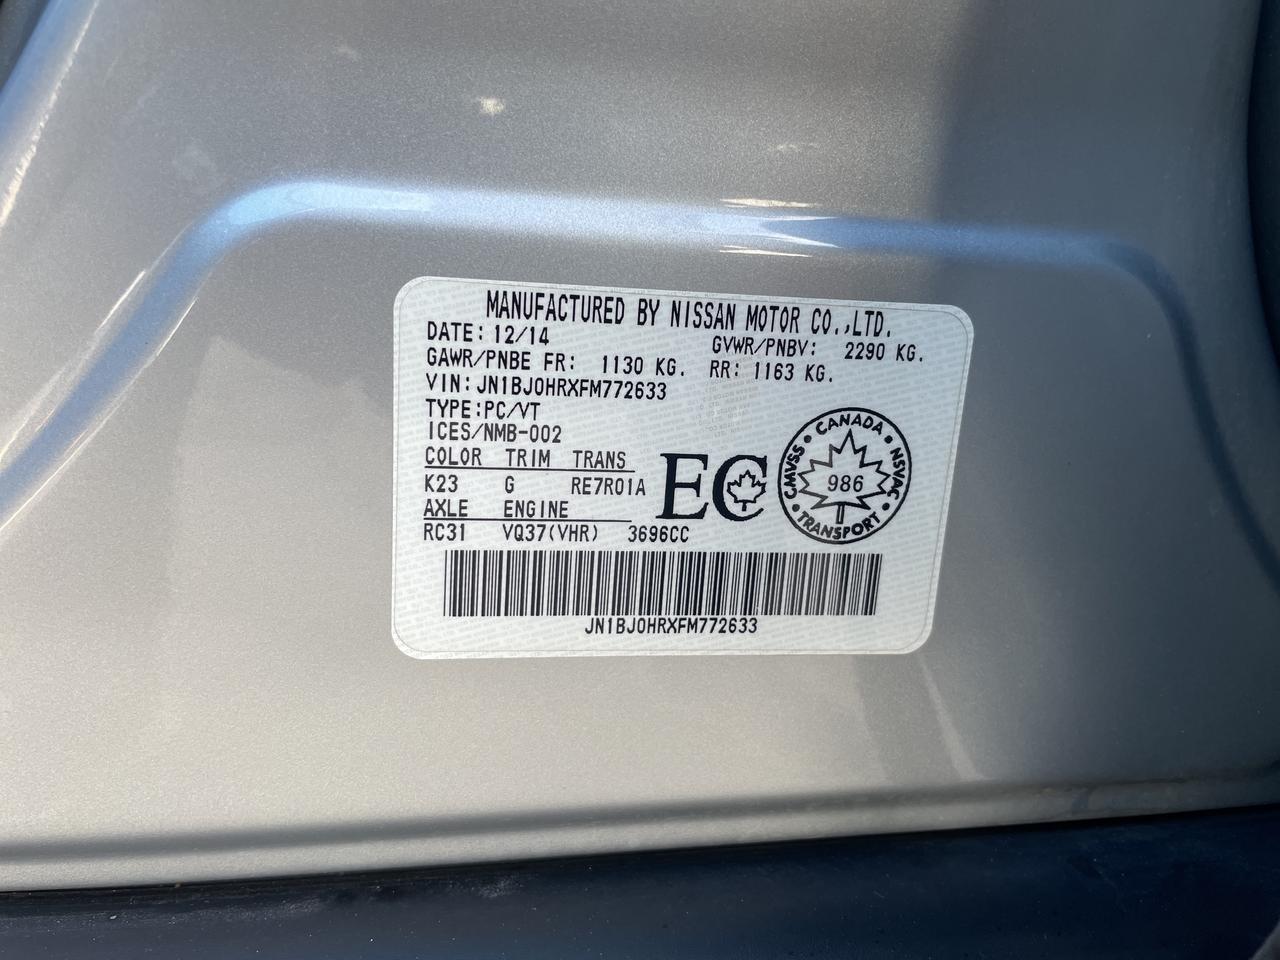 MANUFACTURED BY NISSAN MOTOR CO.,LTD.
DATE: 12/14 GVWR/PNBV: 2290 KG.
GAWR/PNBE FR: 1130 KG. RR: 1163 KG.
VIN: JN1BJ0HRXFM772633
TYPE:PC/VT
ICES/NMB-002
COLOR TRIM TRANS
K23 G RE7R01A
AXLE ENGINE
RC31 VQ37(VHR) 3696CC
EC
CANADA
CMVSS
986
NSVAC
TRANSPORT
JN1BJ0HRXFM772633